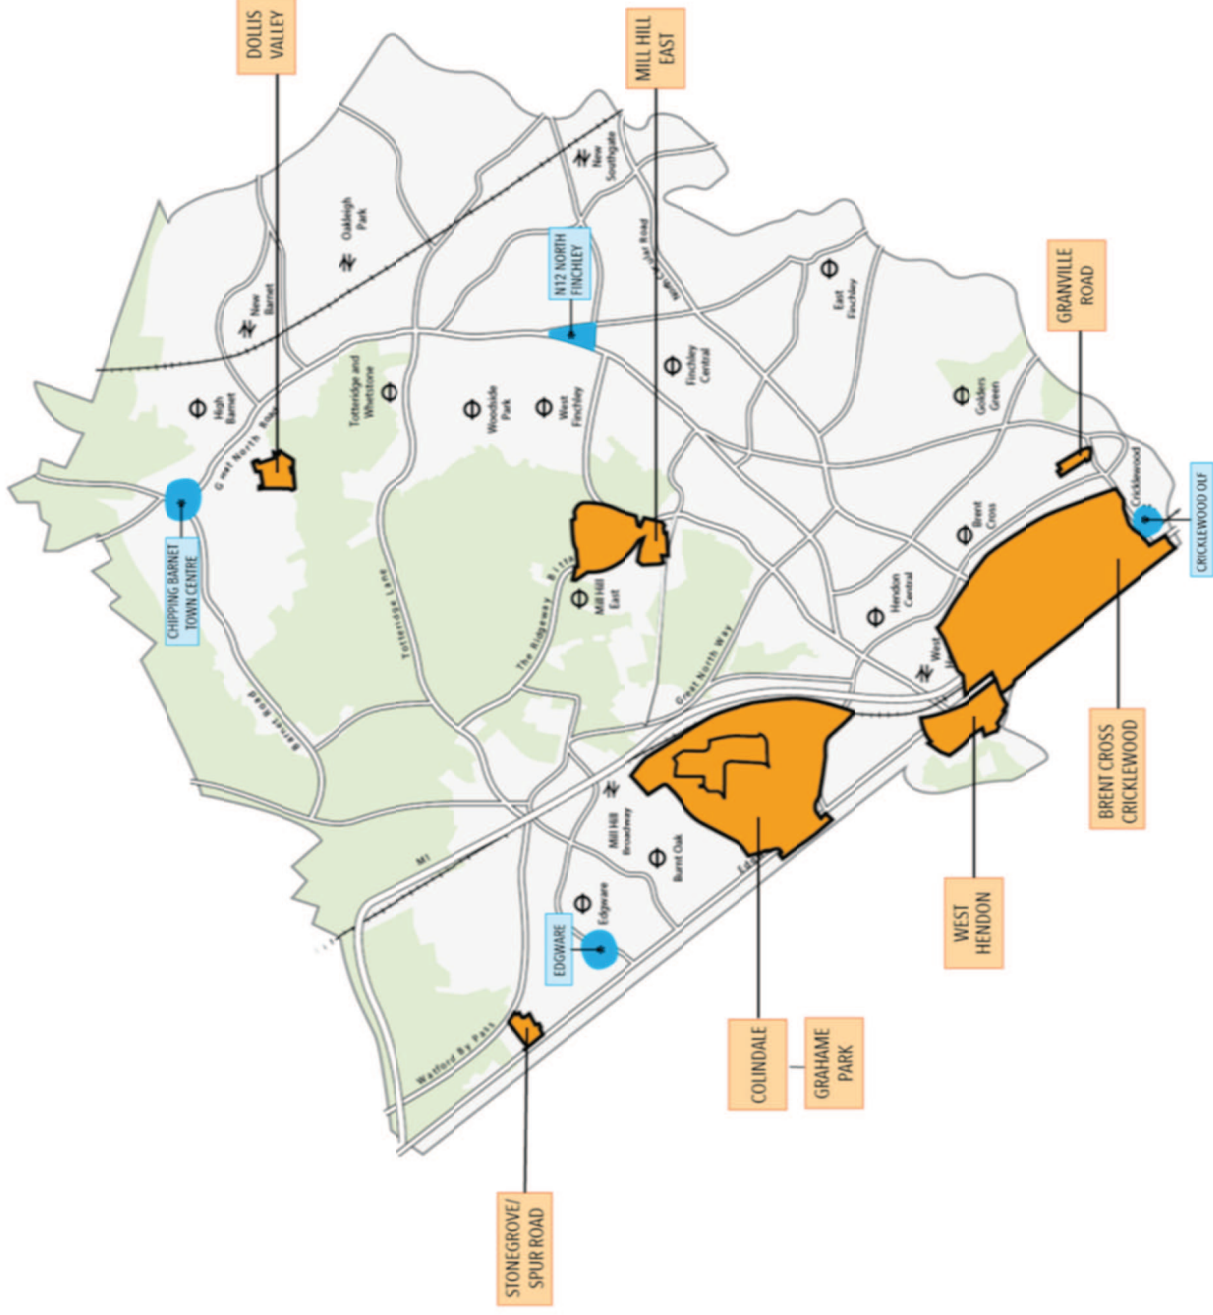 DOLLIS
VALLEY
MILL HILL
EAST
New
Southgate
Oakleigh
Park
N12 NORTH
FINCHLEY
East
Finchley
GRANVILLE
ROAD
New
Barnet
High
Barnet
Totteridge and
Whetstone
Woodside
Park
West
Finchley
Finchley
Central
Golders
Green
North Road
CHIPPING BARNET
TOWN CENTRE
Cricklewood
CRICKLEWOOD OLF
Brent
Cross
Hendon
Central
Mill Hill
East
The Ridgeway
Totteridge Lane
Great North Way
West
Barnet Road
BRENT CROSS
CRICKLEWOOD
Mill Hill
Broadway
Burnt Oak
M1
Edgware
EDGWARE
WEST
HENDON
Watford By Pass
COLINDALE
GRAHAME
PARK
STONEGROVE/
SPUR ROAD